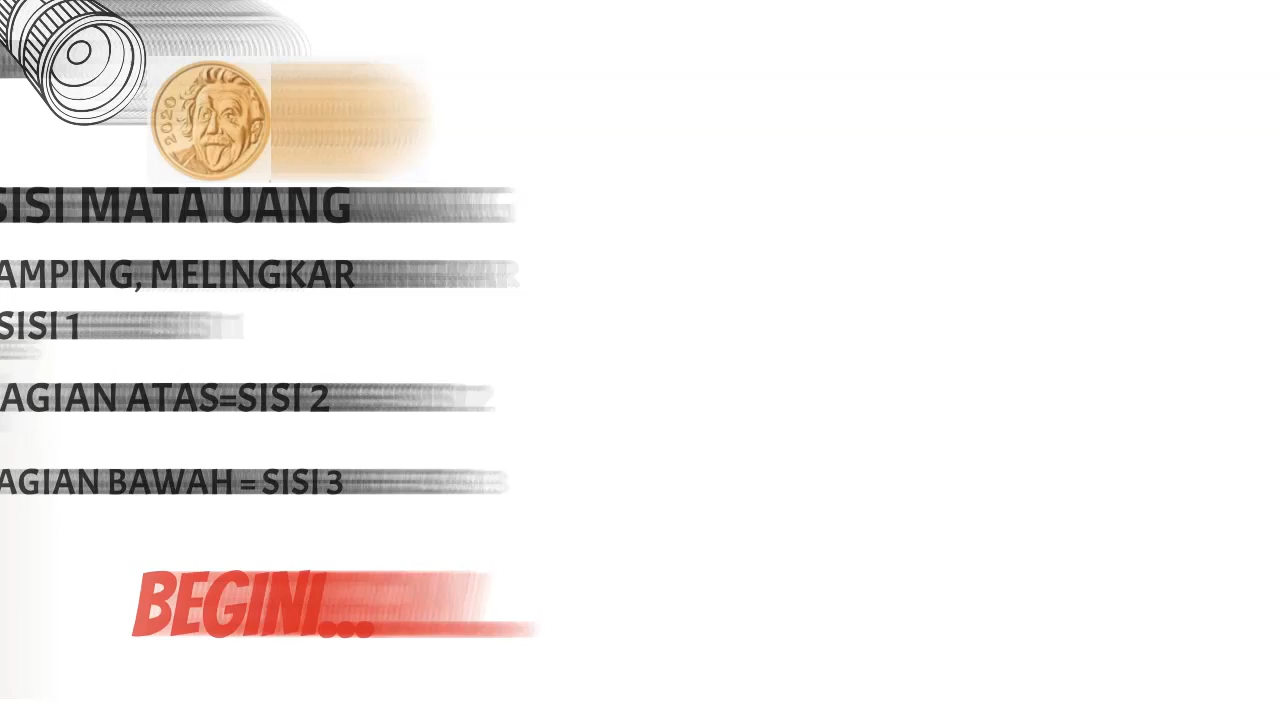 2020
SISI MATA UANG
AMPING, MELINGKAR
SISI 1
AGIAN ATAS=SISI 2
AGIAN BAWAH = SISI 3
BEGINI...